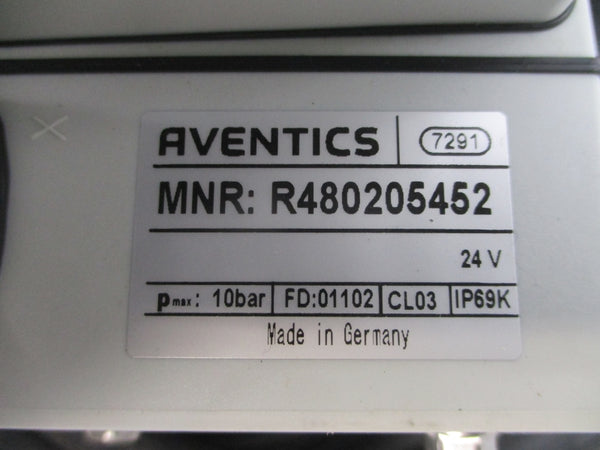 AVENTICS 7291
MNR: R480205452
24 V
pmax: 10bar FD:01102 CL03 IP69K
Made in Germany